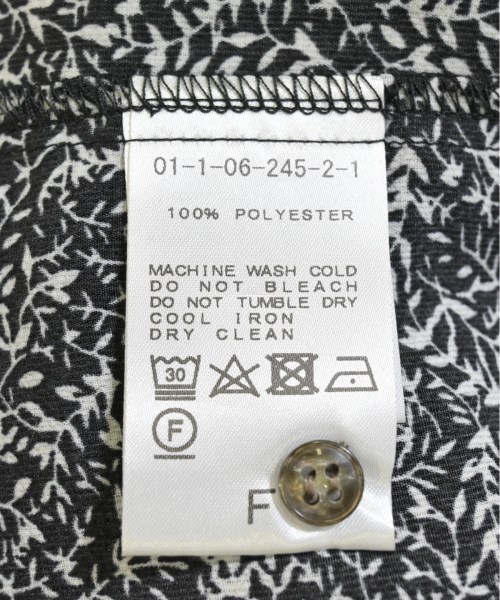 01-1-06-245-2-1
100% POLYESTER
MACHINE WASH COLD
DO NOT BLEACH
DO NOT TUMBLE DRY
COOL IRON
DRY CLEAN
30
F
F